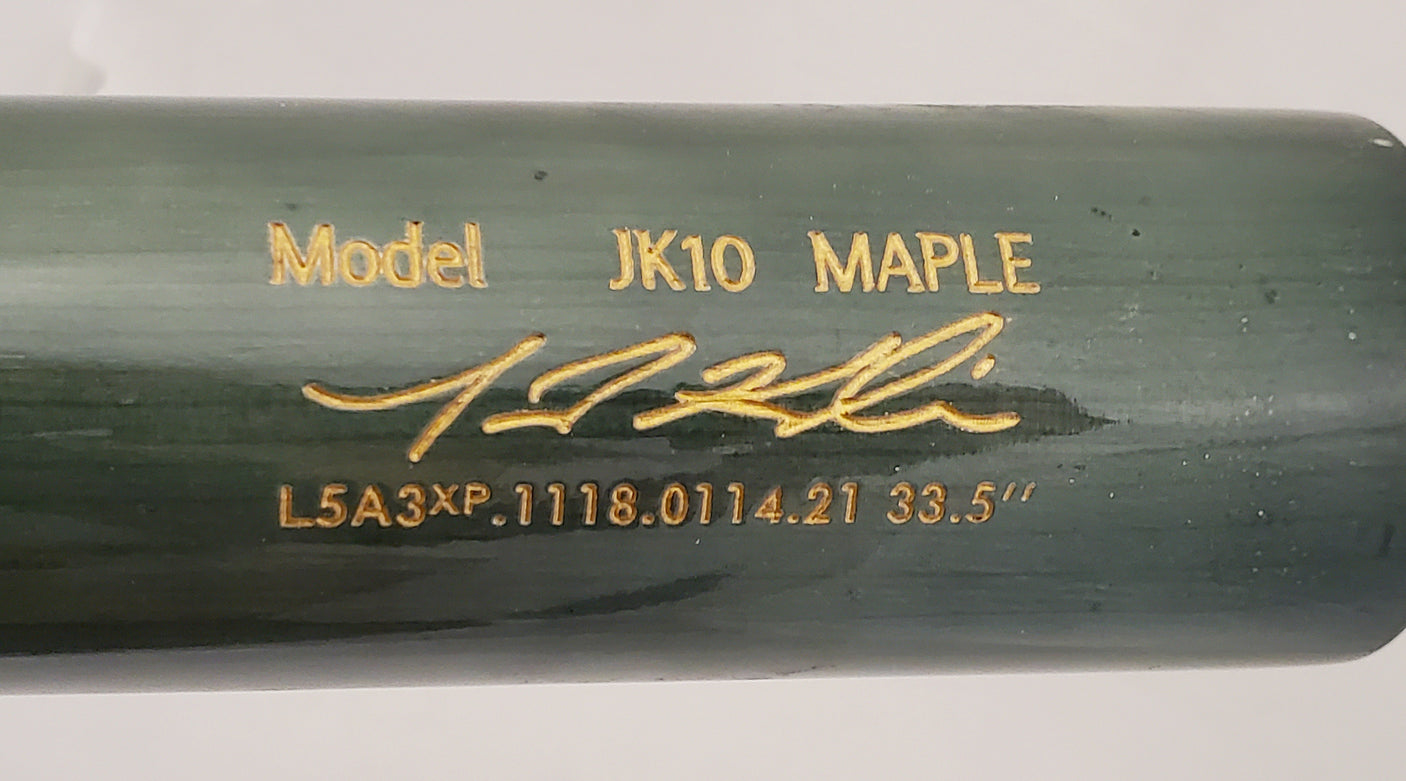 Model JK10 MAPLE
L5A3XP.1118.0114.21 33.5″